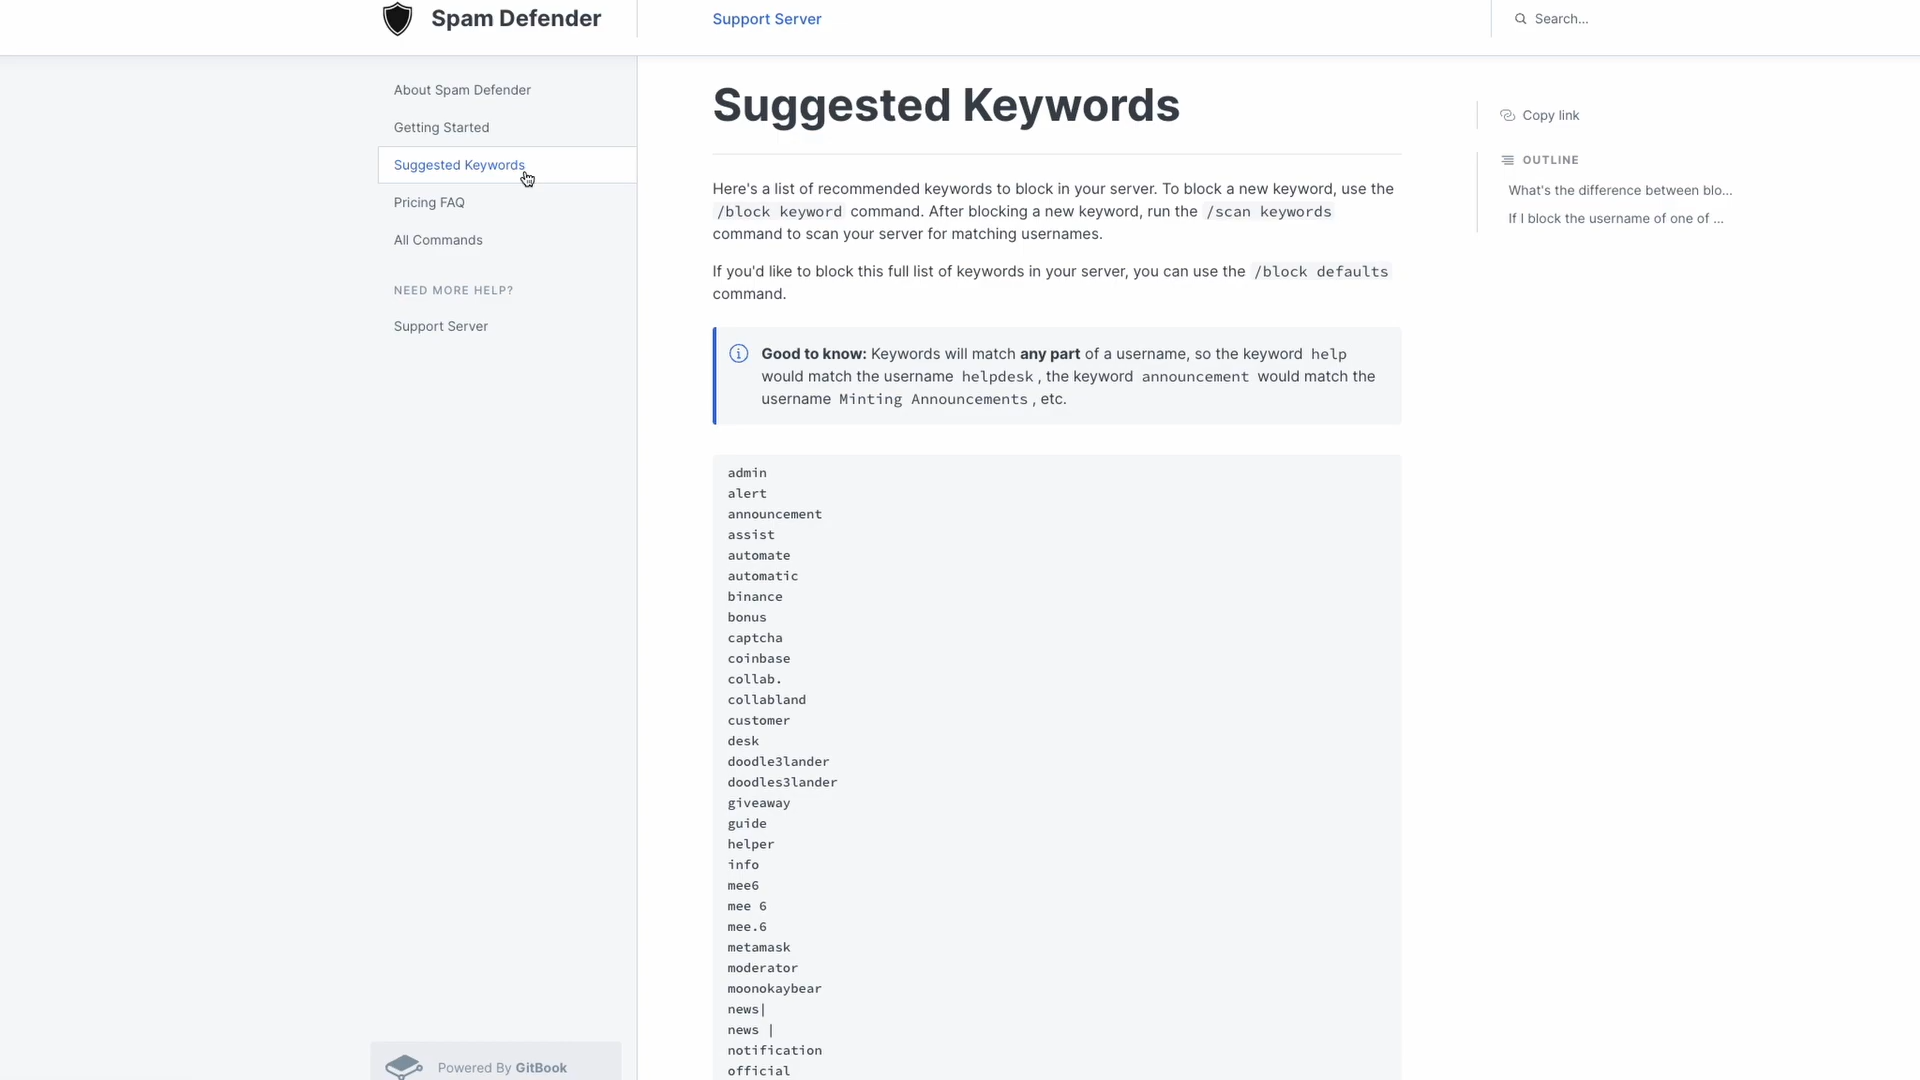 Spam Defender
Support Server
Search...
About Spam Defender
Getting Started
Suggested Keywords
Pricing FAQ
All Commands
NEED MORE HELP?
Support Server
Powered By GitBook
Suggested Keywords
Here's a list of recommended keywords to block in your server. To block a new keyword, use the
/block keyword command. After blocking a new keyword, run the /scan keywords
command to scan your server for matching usernames.
If you'd like to block this full list of keywords in your server, you can use the /block defaults
command.
Good to know: Keywords will match any part of a username, so the keyword help
would match the username helpdesk, the keyword announcement would match the
username Minting Announcements, etc.
admin
alert
announcement
assist
automate
automatic
binance
bonus
captcha
coinbase
collab.
collabland
customer
desk
doodle3lander
doodles3lander
giveaway
guide
helper
info
mee6
mee 6
mee.6
metamask
moderator
moonokaybear
news|
news |
notification
official
Copy link
OUTLINE
What's the difference between blo...
If I block the username of one of ...